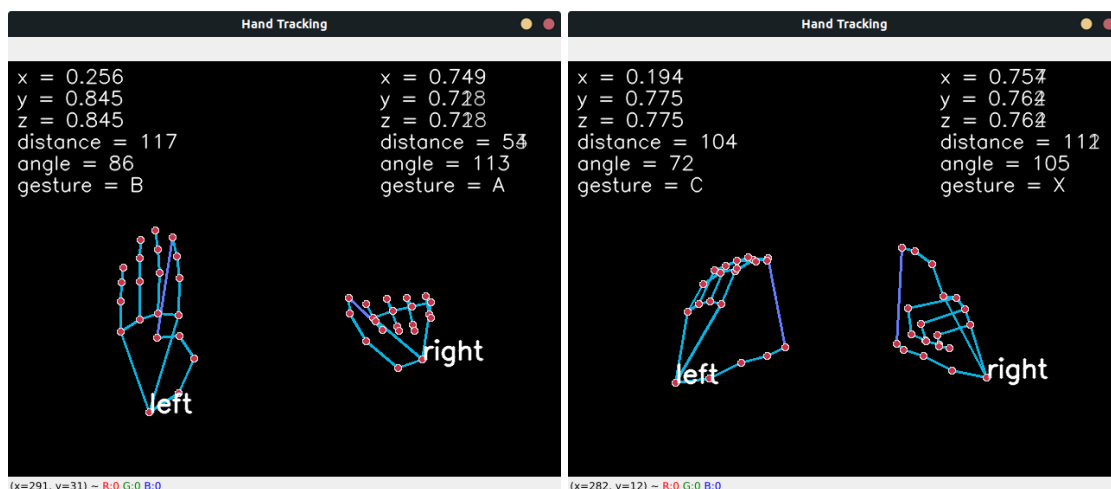 Hand Tracking
x = 0.256
y = 0.845
z = 0.845
distance = 117
angle = 86
gesture = B
x = 0.749
angle = 113
gesture = A
left
right
(x=291, y=31) ~ R:0 G:0 B:0
Hand Tracking
x = 0.194
y = 0.775
z = 0.775
distance = 104
angle = 72
gesture = C
angle = 105
gesture = X
left
right
(x=282, y=12) ~ R:0 G:0 B:0